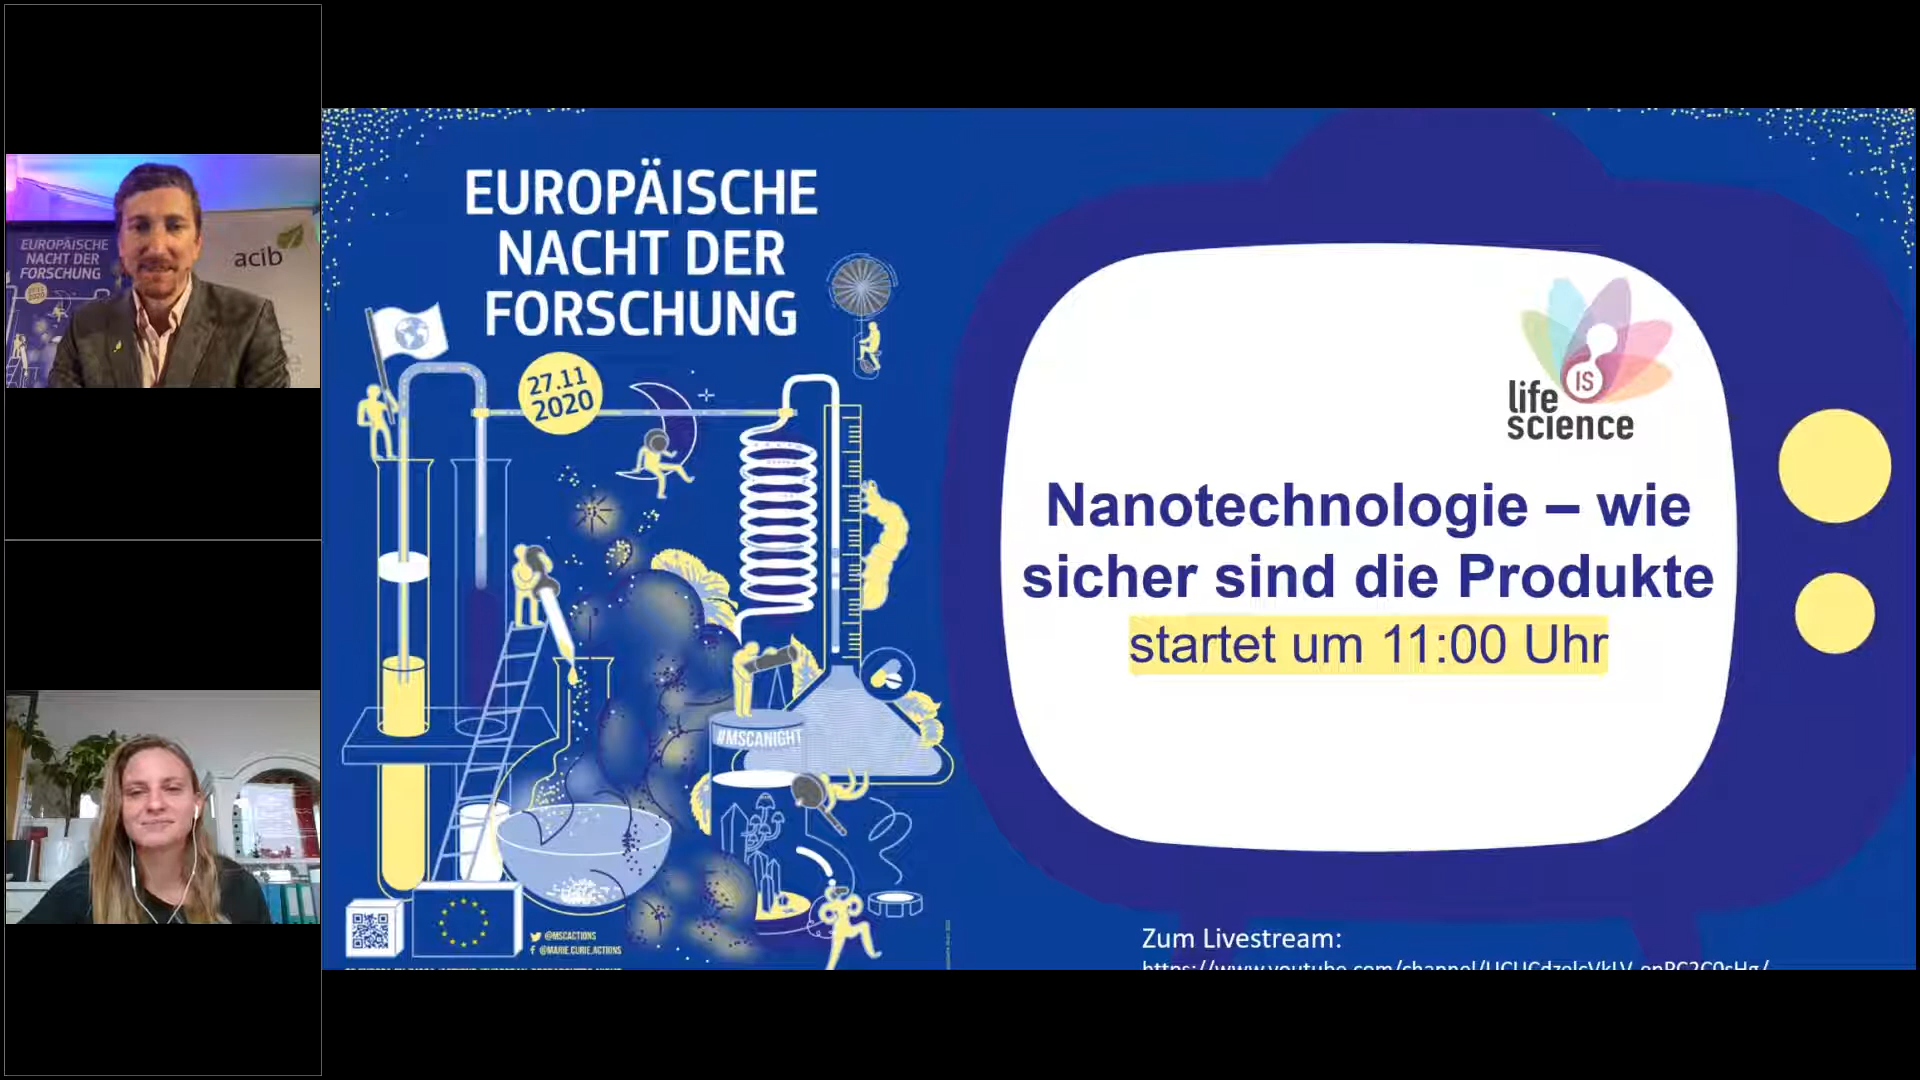 EUROPÄISCHE
NACHT DER
FORSCHUNG
acib
EUROPÄISCHE
NACHT DER
FORSCHUNG
27.11
2020
#MSCANIGHT
@MSCACTIONS
@MARIE.CURIE.ACTIONS
life
IS
science
Nanotechnologie – wie
sicher sind die Produkte
startet um 11:00 Uhr
Zum Livestream: